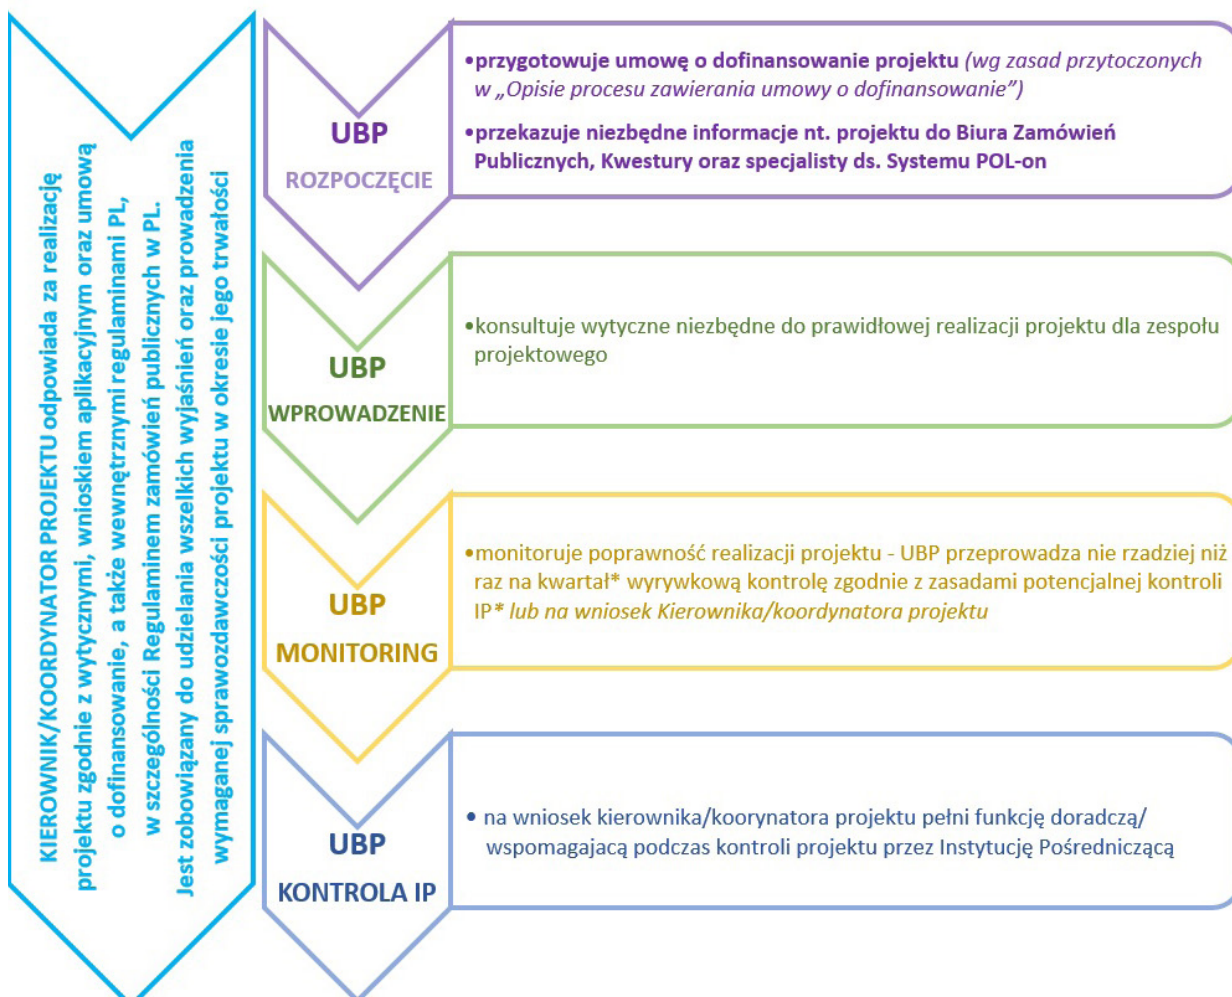 KIEROWNIK/KOORDYNATOR PROJEKTU odpowiada za realizację
projektu zgodnie z wytycznymi, wnioskiem aplikacyjnym oraz umową
o dofinansowanie, a także wewnętrznymi regulaminami PL,
w szczególności Regulaminem zamówień publicznych w PL.
Jest zobowiązany do udzielania wszelkich wyjaśnień oraz prowadzenia
wymaganej sprawozdawczości projektu w okresie jego trwałości
UBP
ROZPOCZĘCIE
•przygotowuje umowę o dofinansowanie projektu (wg zasad przytoczonych
w „Opisie procesu zawierania umowy o dofinansowanie”)
•przekazuje niezbędne informacje nt. projektu do Biura Zamówień
Publicznych, Kwestury oraz specjalisty ds. Systemu POL-on
UBP
WPROWADZENIE
•konsultuje wytyczne niezbędne do prawidłowej realizacji projektu dla zespołu
projektowego
UBP
MONITORING
•monitoruje poprawność realizacji projektu - UBP przeprowadza nie rzadziej niż
raz na kwartał* wyrywkową kontrolę zgodnie z zasadami potencjalnej kontroli
IP* lub na wniosek Kierownika/koordynatora projektu
UBP
KONTROLA IP
• na wniosek kierownika/koorynatora projektu pełni funkcję doradczą/
wspomagajacą podczas kontroli projektu przez Instytucję Pośredniczącą